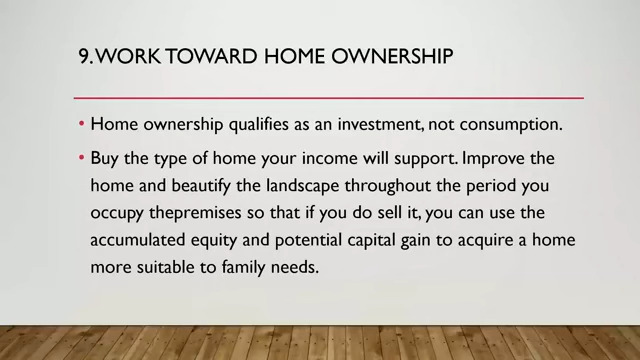 9. WORK TOWARD HOME OWNERSHIP
• Home ownership qualifies as an investment, not consumption.
• Buy the type of home your income will support. Improve the
home and beautify the landscape throughout the period you
occupy thepremises so that if you do sell it, you can use the
accumulated equity and potential capital gain to acquire a home
more suitable to family needs.